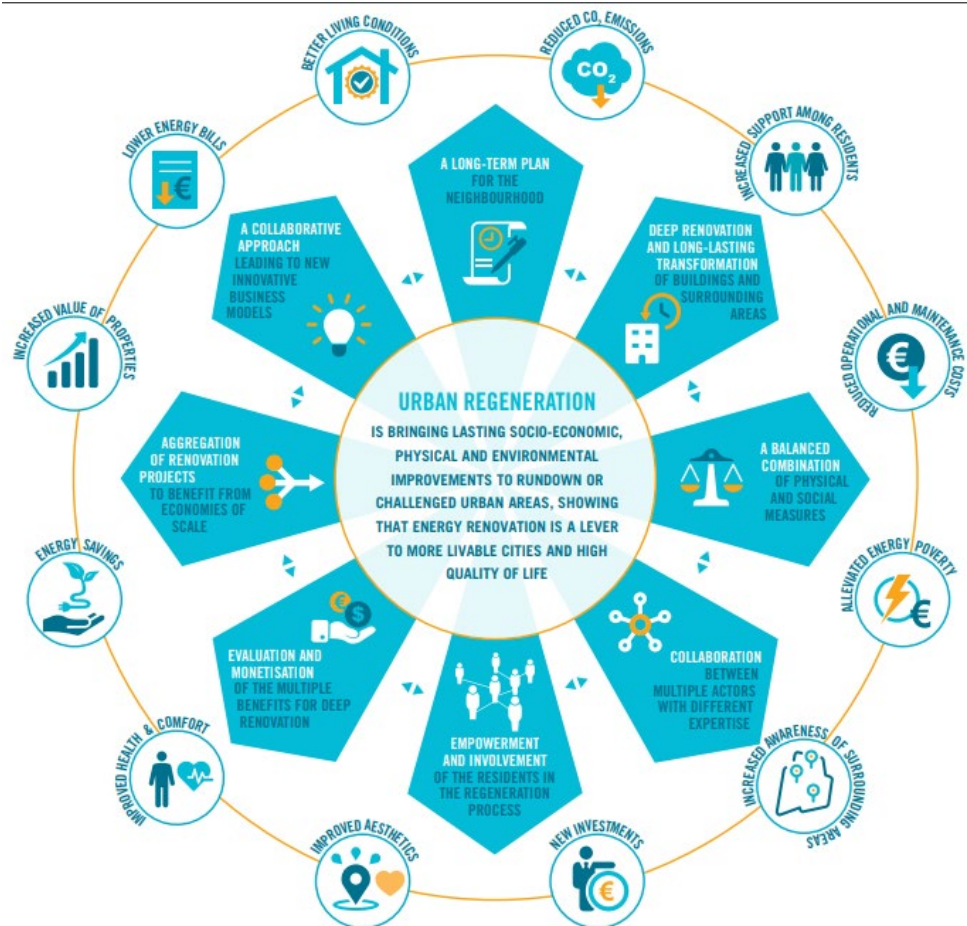 BETTER LIVING CONDITIONS
REDUCED CO₂ EMISSIONS
CO₂
INCREASED SUPPORT AMONG RESIDENTS
REDUCED OPERATIONAL AND MAINTENANCE COSTS
€
ALLEVIATED ENERGY POVERTY
€
INCREASED AWARENESS OF SURROUNDING AREAS
NEW INVESTMENTS
€
IMPROVED AESTHETICS
IMPROVED HEALTH & COMFORT
ENERGY SAVINGS
INCREASED VALUE OF PROPERTIES
LOWER ENERGY BILLS
€
A LONG-TERM PLAN
FOR THE
NEIGHBOURHOOD
DEEP RENOVATION
AND LONG-LASTING
TRANSFORMATION
OF BUILDINGS AND
SURROUNDING
AREAS
A BALANCED
COMBINATION
OF PHYSICAL
AND SOCIAL
MEASURES
COLLABORATION
BETWEEN
MULTIPLE ACTORS
WITH DIFFERENT
EXPERTISE
EMPOWERMENT
AND INVOLVEMENT
OF THE RESIDENTS IN
THE REGENERATION
PROCESS
€
$
EVALUATION AND
MONETISATION
OF THE MULTIPLE
BENEFITS FOR DEEP
RENOVATION
AGGREGATION
OF RENOVATION
PROJECTS
TO BENEFIT FROM
ECONOMIES OF
SCALE
A COLLABORATIVE
APPROACH
LEADING TO NEW
INNOVATIVE
BUSINESS
MODELS
URBAN REGENERATION
IS BRINGING LASTING SOCIO-ECONOMIC,
PHYSICAL AND ENVIRONMENTAL
IMPROVEMENTS TO RUNDOWN OR
CHALLENGED URBAN AREAS, SHOWING
THAT ENERGY RENOVATION IS A LEVER
TO MORE LIVABLE CITIES AND HIGH
QUALITY OF LIFE